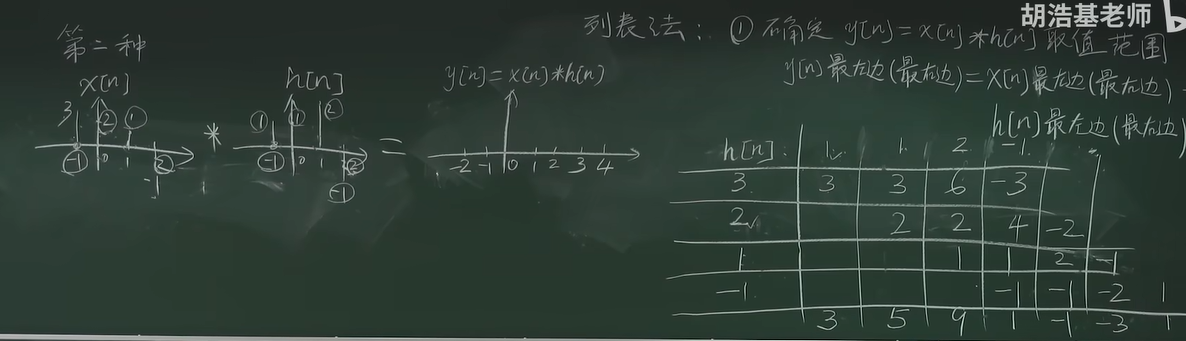 胡浩基老师
第二种
列表法: ① 确定 y[n]=x[n]*h[n] 取值范围
y[n]最左边(最右边)=x[n]最左边(最右边)
h[n]最左边(最右边)
x[n] h[n] y[n]=x[n]*h[n]
3 ② ① * ① ① ② =
-1 0 1 ② -1 0 1 ② -2 -1 0 1 2 3 4
-1 -1
h[n]: 1 1 2 -1
3 3 3 6 -3
2 2 2 4 -2
1 1 1 2 -1
-1 -1 -1 -2 1
3 5 9 1 -1 -3 1